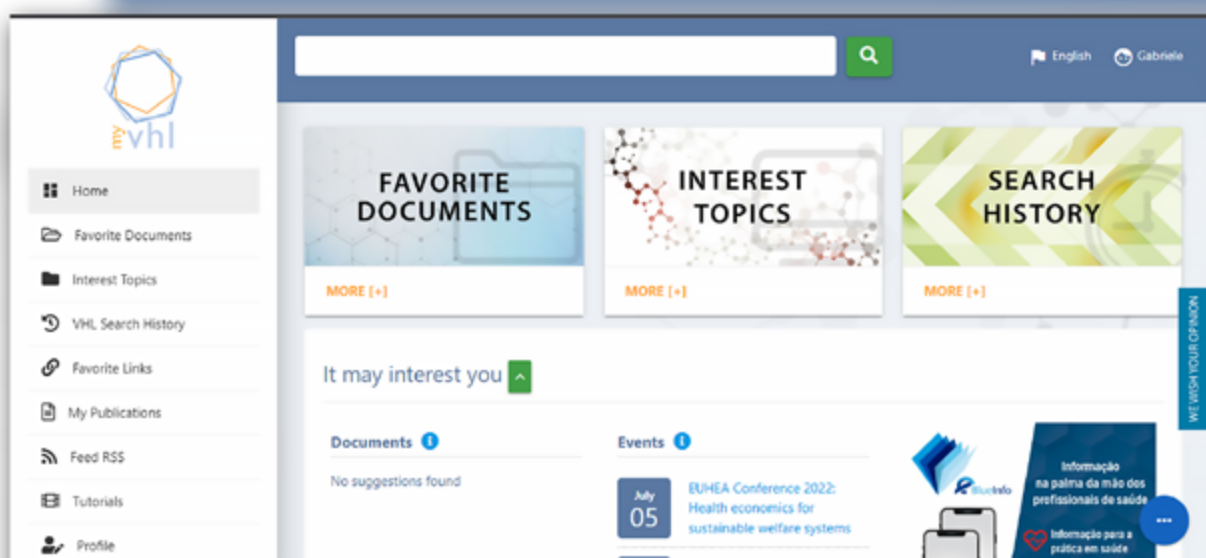 my
vhl
English
Gabriele
Home
Favorite Documents
Interest Topics
VHL Search History
Favorite Links
My Publications
Feed RSS
Tutorials
Profile
FAVORITE
DOCUMENTS
MORE [+]
INTEREST
TOPICS
MORE [+]
SEARCH
HISTORY
MORE [+]
WE WISH YOUR OPINION
It may interest you
Documents
No suggestions found
Events
July
05
EUHEA Conference 2022:
Health economics for
sustainable welfare systems
BlueInfo
Informação
na palma da mão dos
profissionais de saúde
Informação para a
prática em saúde